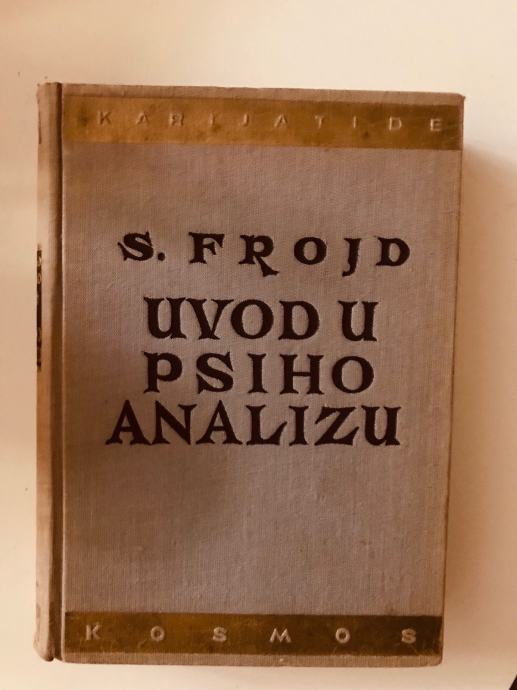 KARIJATIDE
S. FROJD
UVOD U
PSIHO
ANALIZU
KOSMOS